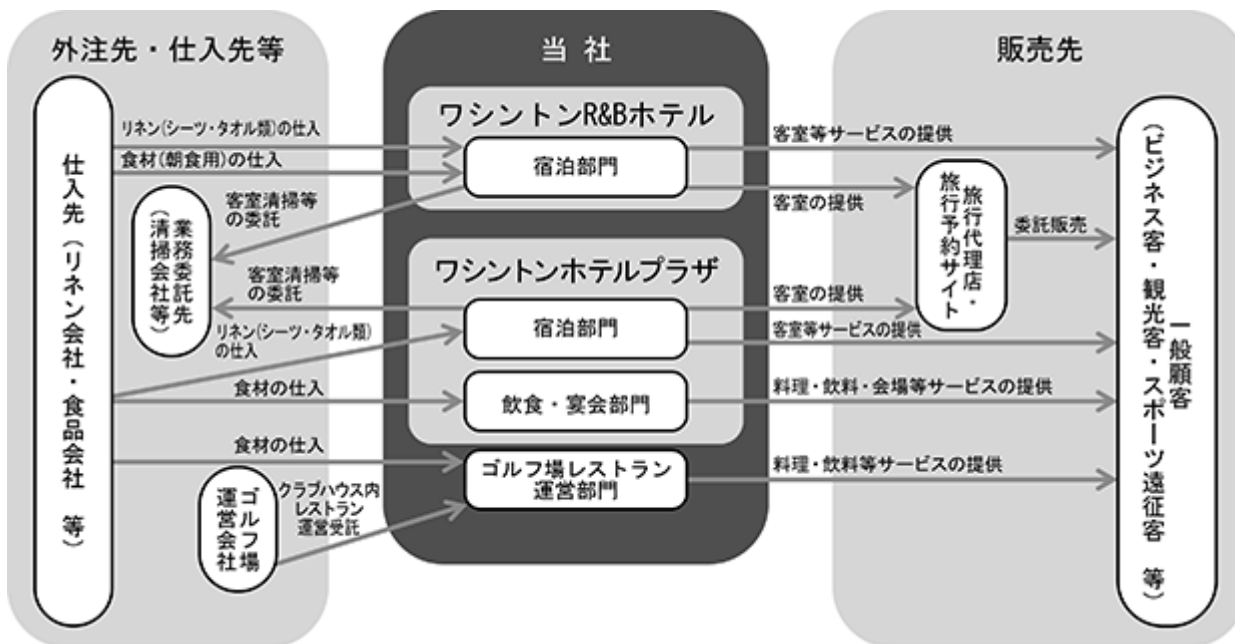 外注先・仕入先等
仕入先(リネン会社・食品会社 等)
リネン(シーツ・タオル類)の仕入
食材(朝食用)の仕入
客室清掃等
の委託
業務委託先
(清掃会社等)
客室清掃等
の委託
リネン(シーツ・タオル類)
の仕入
食材の仕入
食材の仕入
ゴルフ場
運営会社
クラブハウス内
レストラン
運営受託
当 社
ワシントンR&Bホテル
宿泊部門
ワシントンホテルプラザ
宿泊部門
飲食・宴会部門
ゴルフ場レストラン
運営部門
販売先
客室等サービスの提供
客室の提供
旅行代理店・
旅行予約サイト
委託販売
客室の提供
客室等サービスの提供
料理・飲料・会場等サービスの提供
料理・飲料等サービスの提供
一般顧客
(ビジネス客・観光客・スポーツ遠征客 等)